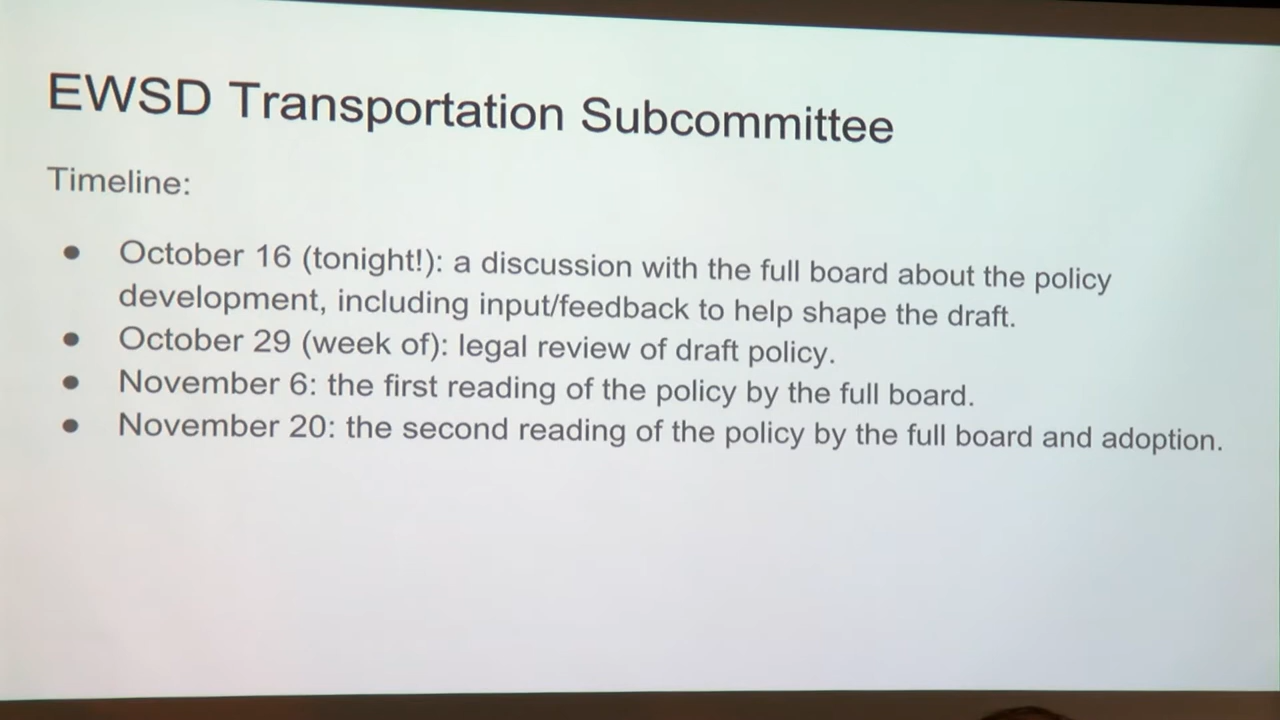 EWSD Transportation Subcommittee
Timeline:
● October 16 (tonight!): a discussion with the full board about the policy
development, including input/feedback to help shape the draft.
● October 29 (week of): legal review of draft policy.
● November 6: the first reading of the policy by the full board.
● November 20: the second reading of the policy by the full board and adoption.